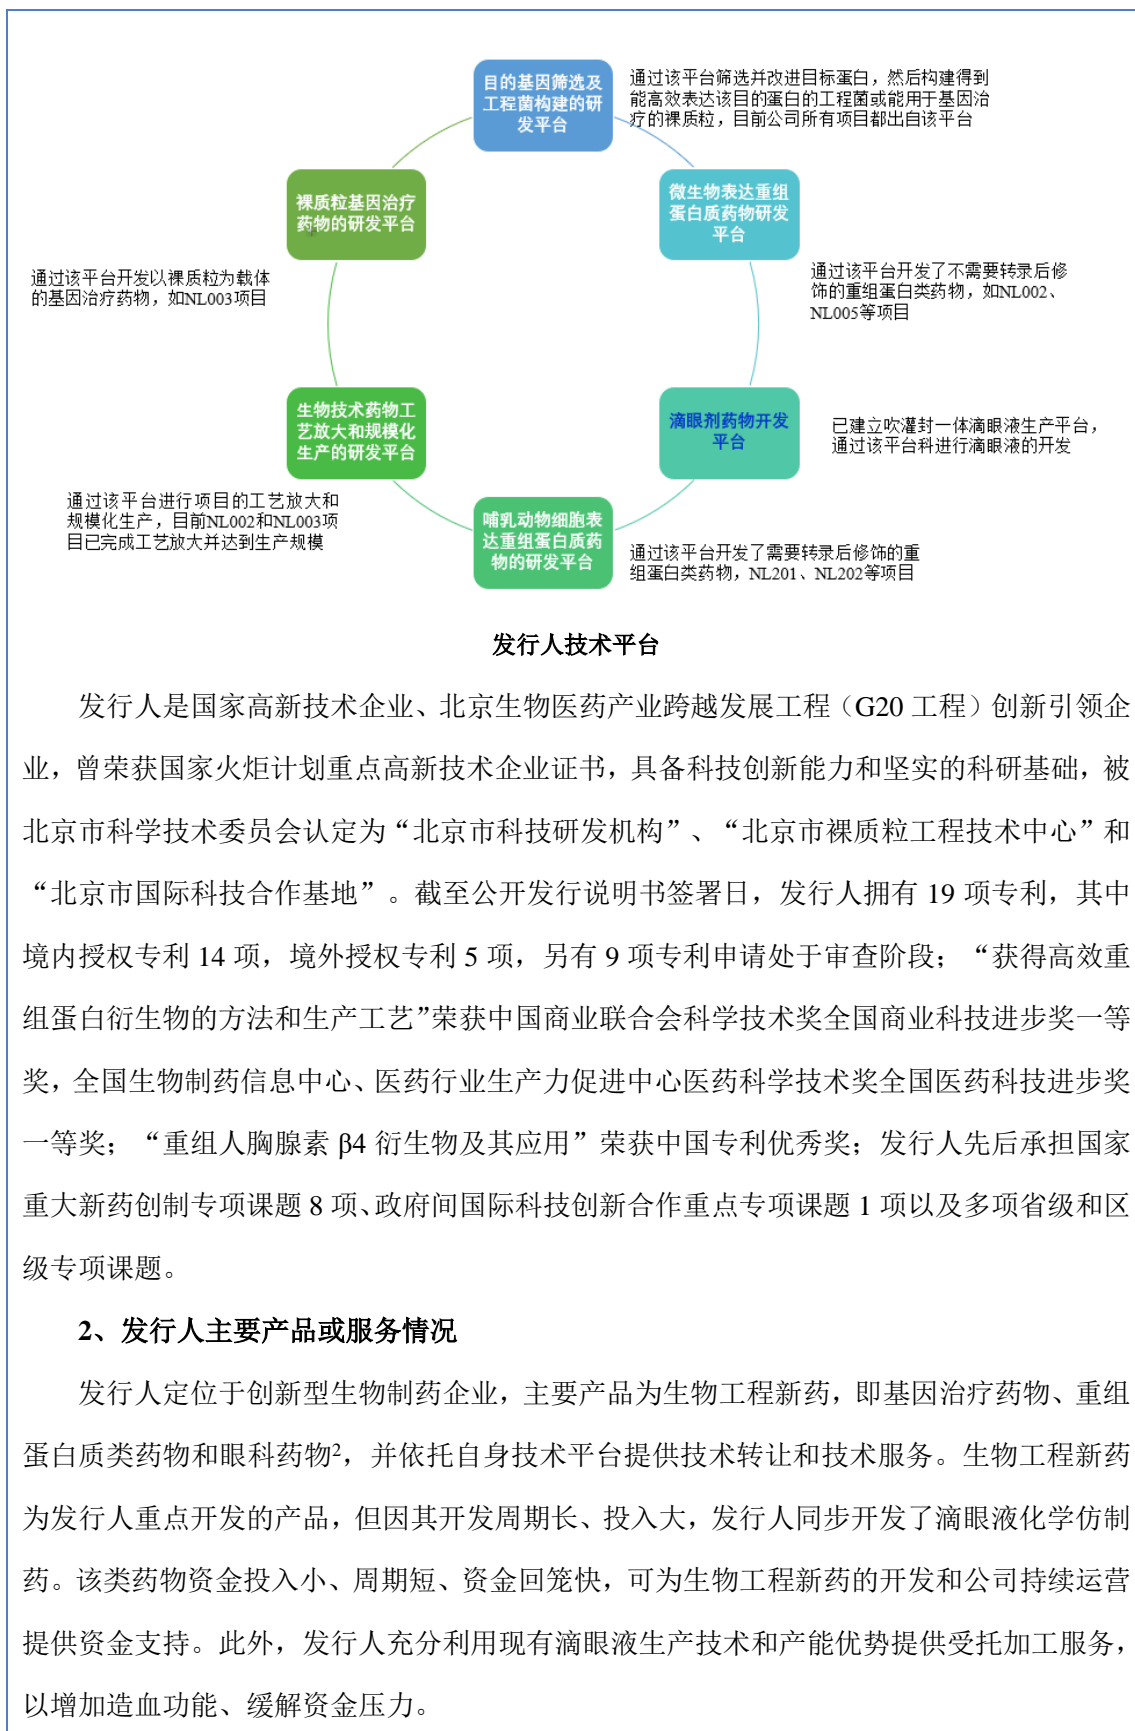 目的基因筛选及
工程菌构建的研
发平台
通过该平台筛选并改进目标蛋白，然后构建得到
能高效表达该目的蛋白的工程菌或能用于基因治
疗的裸质粒，目前公司所有项目都出自该平台
裸质粒基因治疗
药物的研发平台
微生物表达重组
蛋白质药物研发
平台
通过该平台开发以裸质粒为载体
的基因治疗药物，如NL003项目
通过该平台开发了不需要转录后修
饰的重组蛋白类药物，如NL002、
NL005等项目
生物技术药物工
艺放大和规模化
生产的研发平台
滴眼剂药物开发
平台
已建立吹灌封一体滴眼液生产平台，
通过该平台科进行滴眼液的开发
通过该平台进行项目的工艺放大和
规模化生产，目前NL002和NL003项
目已完成工艺放大并达到生产规模
哺乳动物细胞表
达重组蛋白质药
物的研发平台
通过该平台开发了需要转录后修饰的重
组蛋白类药物，NL201、NL202等项目
发行人技术平台
发行人是国家高新技术企业、北京生物医药产业跨越发展工程（G20 工程）创新引领企
业，曾荣获国家火炬计划重点高新技术企业证书，具备科技创新能力和坚实的科研基础，被
北京市科学技术委员会认定为“北京市科技研发机构”、“北京市裸质粒工程技术中心”和
“北京市国际科技合作基地”。截至公开发行说明书签署日，发行人拥有 19 项专利，其中
境内授权专利 14 项，境外授权专利 5 项，另有 9 项专利申请处于审查阶段；“获得高效重
组蛋白衍生物的方法和生产工艺”荣获中国商业联合会科学技术奖全国商业科技进步奖一等
奖，全国生物制药信息中心、医药行业生产力促进中心医药科学技术奖全国医药科技进步奖
一等奖；“重组人胸腺素 β4 衍生物及其应用”荣获中国专利优秀奖；发行人先后承担国家
重大新药创制专项课题 8 项、政府间国际科技创新合作重点专项课题 1 项以及多项省级和区
级专项课题。
2、发行人主要产品或服务情况
发行人定位于创新型生物制药企业，主要产品为生物工程新药，即基因治疗药物、重组
蛋白质类药物和眼科药物²，并依托自身技术平台提供技术转让和技术服务。生物工程新药
为发行人重点开发的产品，但因其开发周期长、投入大，发行人同步开发了滴眼液化学仿制
药。该类药物资金投入小、周期短、资金回笼快，可为生物工程新药的开发和公司持续运营
提供资金支持。此外，发行人充分利用现有滴眼液生产技术和产能优势提供受托加工服务，
以增加造血功能、缓解资金压力。